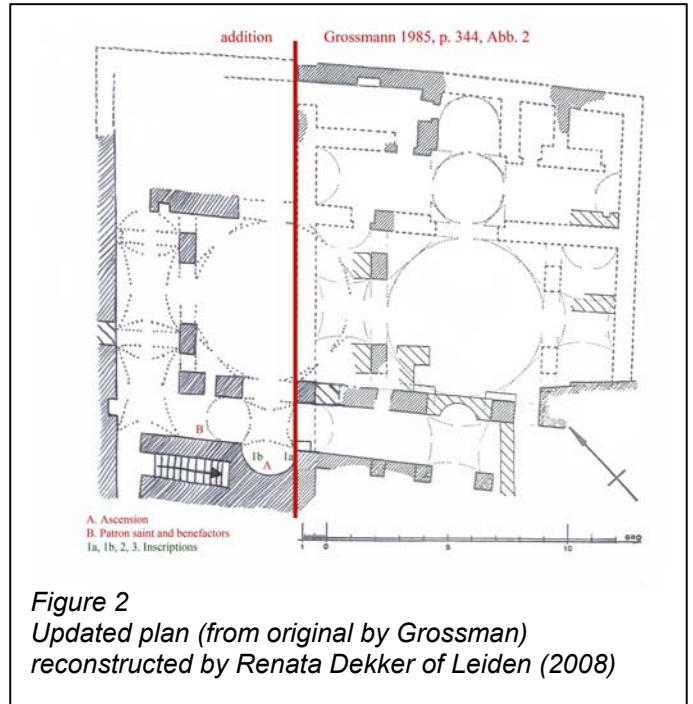 addition Grossmann 1985, p. 344, Abb. 2
2
B
1b 1a
A
A. Ascension
B. Patron saint and benefactors
1a, 1b, 2, 3. Inscriptions
1 0 5 10
Figure 2
Updated plan (from original by Grossman)
reconstructed by Renata Dekker of Leiden (2008)